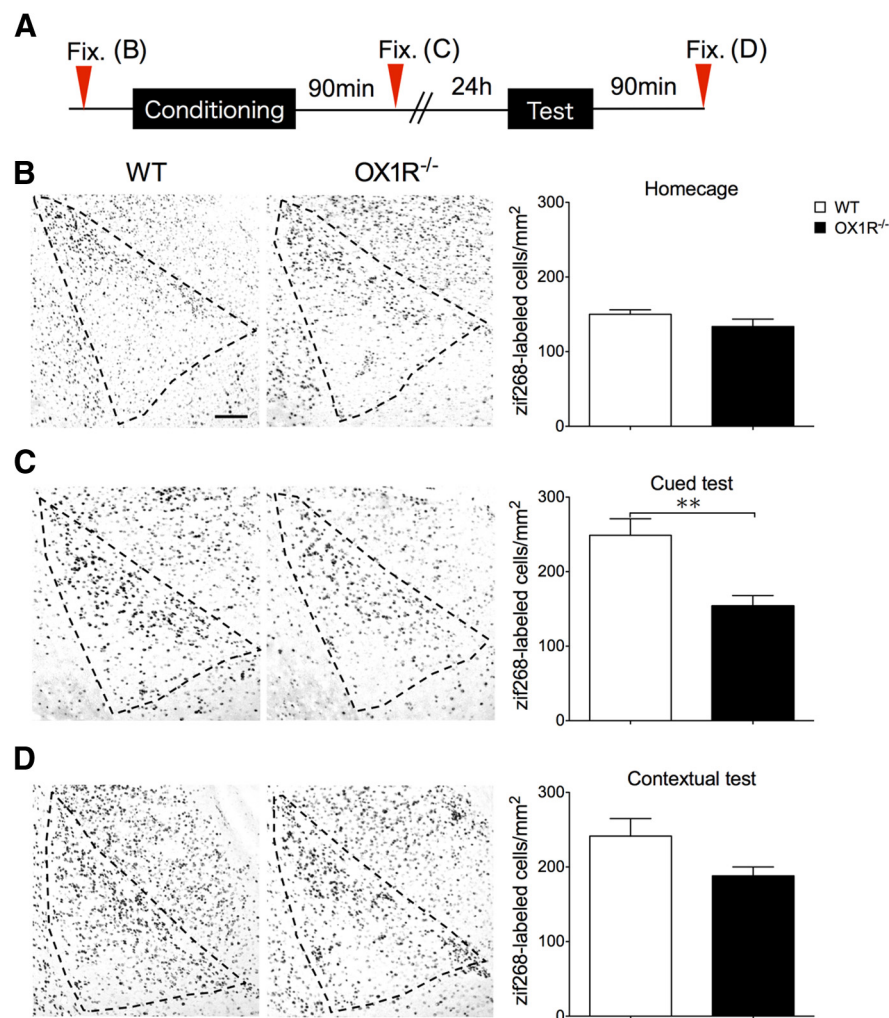 A
Fix. (B)
Fix. (C)
Fix. (D)
Conditioning
90min
24h
Test
90min
B
WT
OX1R-/-
Homecage
WT
OX1R-/-
zif268-labeled cells/mm2
300
200
100
0
C
Cued test
**
zif268-labeled cells/mm2
300
200
100
0
D
Contextual test
zif268-labeled cells/mm2
300
200
100
0